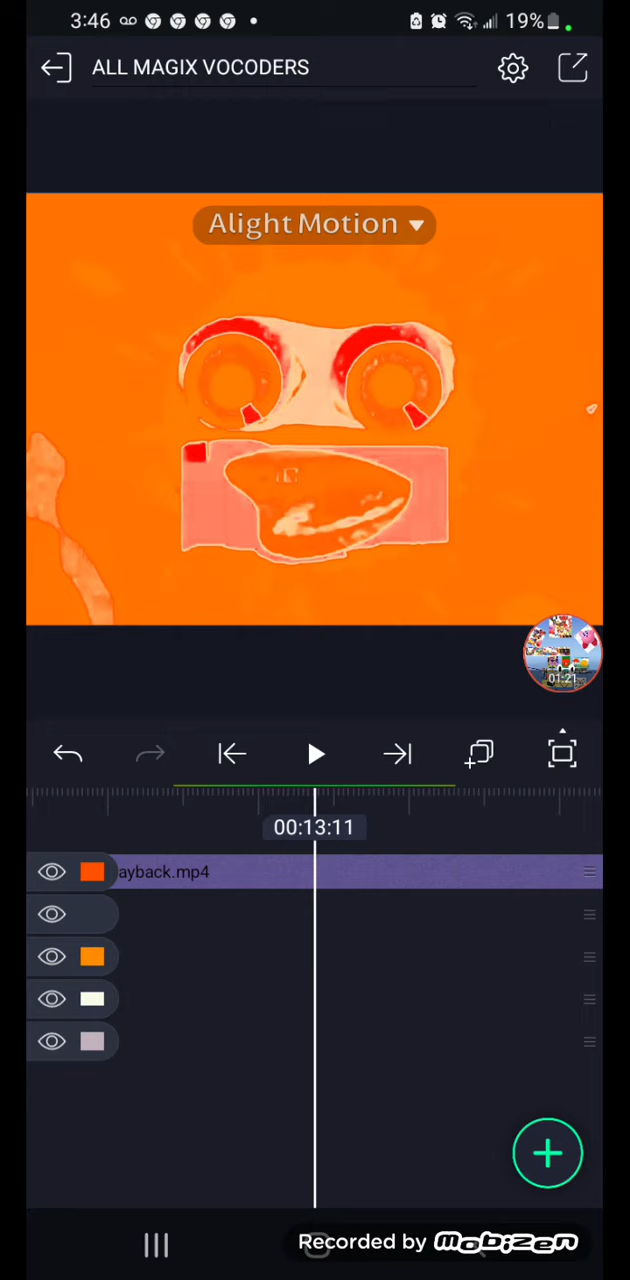 3:46
19%
ALL MAGIX VOCODERS
Alight Motion
01:21
00:13:11
ayback.mp4
Recorded by mobizen